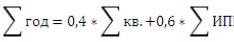 ∑ год = 0,4 * ∑ кв. +0,6 * ∑ ИП